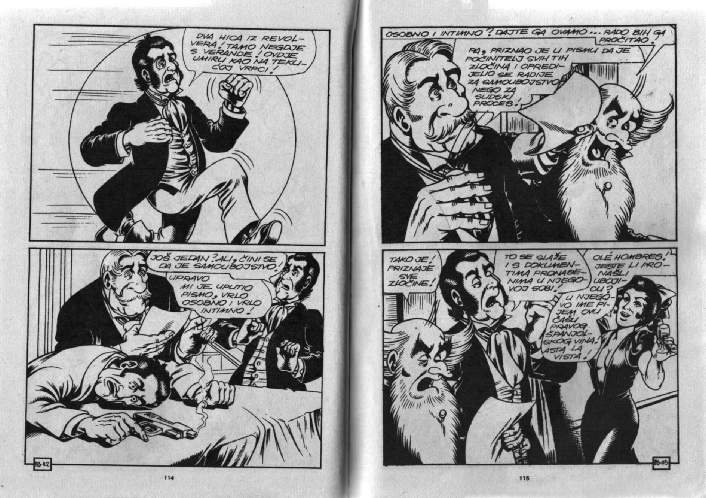 DVA HICA IZ REVOL-
VERA! TAMO NEGDJE
S VERANDE! OVDJE
UMIRU KAO NA TEKU-
ĆOJ VRPCI!
JOŠ JEDAN? ALI, ČINI SE
DA JE SAMOUBOJSTVO.
UPRAVO
MI JE UPUTIO
PISMO, VRLO
OSOBNO I VRLO
INTIMNO!
114
OSOBNO I INTIMNO? DAJTE GA OVAMO... RADO BIH GA
PROČITAO!
PA, PRIZNAO JE U PISMU DA JE
POČINITELJ SVIH TIH
ZLOČINA I OPREDI-
JELIO SE RADIJE
ZA SAMOUBOJSTVO
NEGO ZA
SUDSKI
PROCES!
TAKO JE!
PRIZNAJE
SVE
ZLOČINE!
TO SE SLAŽE
I S DOKUMEN-
TIMA PRONAĐE-
NIMA U NJEGO-
VOJ SOBI!
OLÉ HOMBRES!
JESTE LI PRO-
NAŠLI
UBOJI-
CU?
U NJEGO-
VO IME PI-
JEM OVU
ČAŠU
PRAVOG
ŠPANJOL-
SKOG VINA!
ASTA LA
VISTA!
115